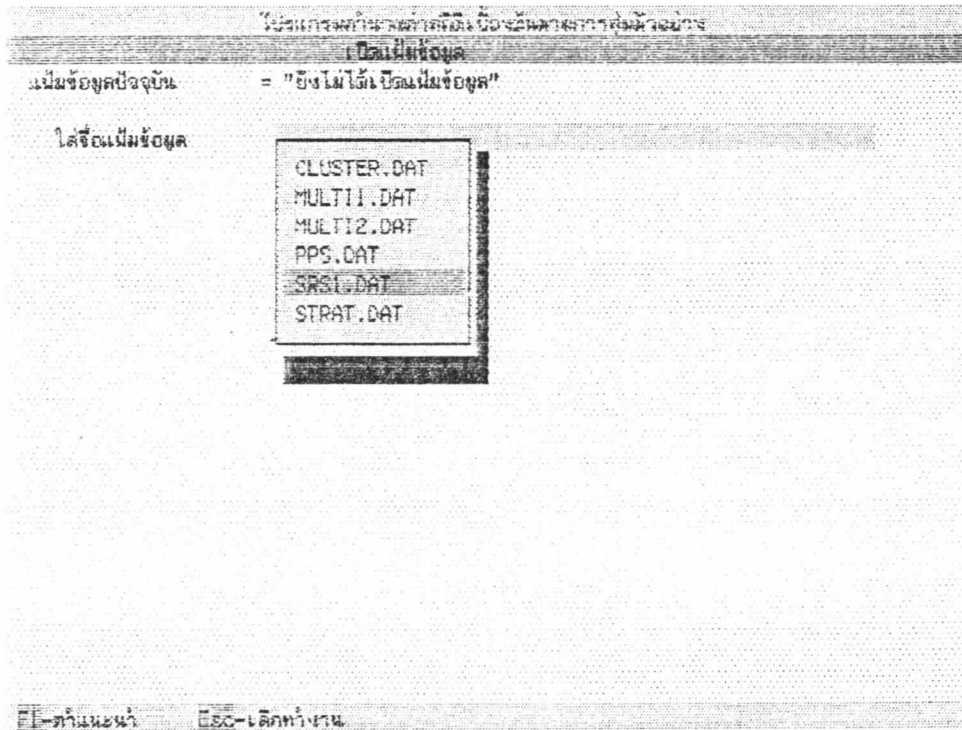 โปรแกรมคำนวณค่าสถิติเบื้องต้นตามการสุ่มตัวอย่าง
เปิดแฟ้มข้อมูล
แฟ้มข้อมูลปัจจุบัน = "ยังไม่ได้เปิดแฟ้มข้อมูล"
ใส่ชื่อแฟ้มข้อมูล
CLUSTER.DAT
MULTI1.DAT
MULTI2.DAT
PPS.DAT
SRS1.DAT
STRAT.DAT
F1-คำแนะนำ Esc-เลิกทำงาน